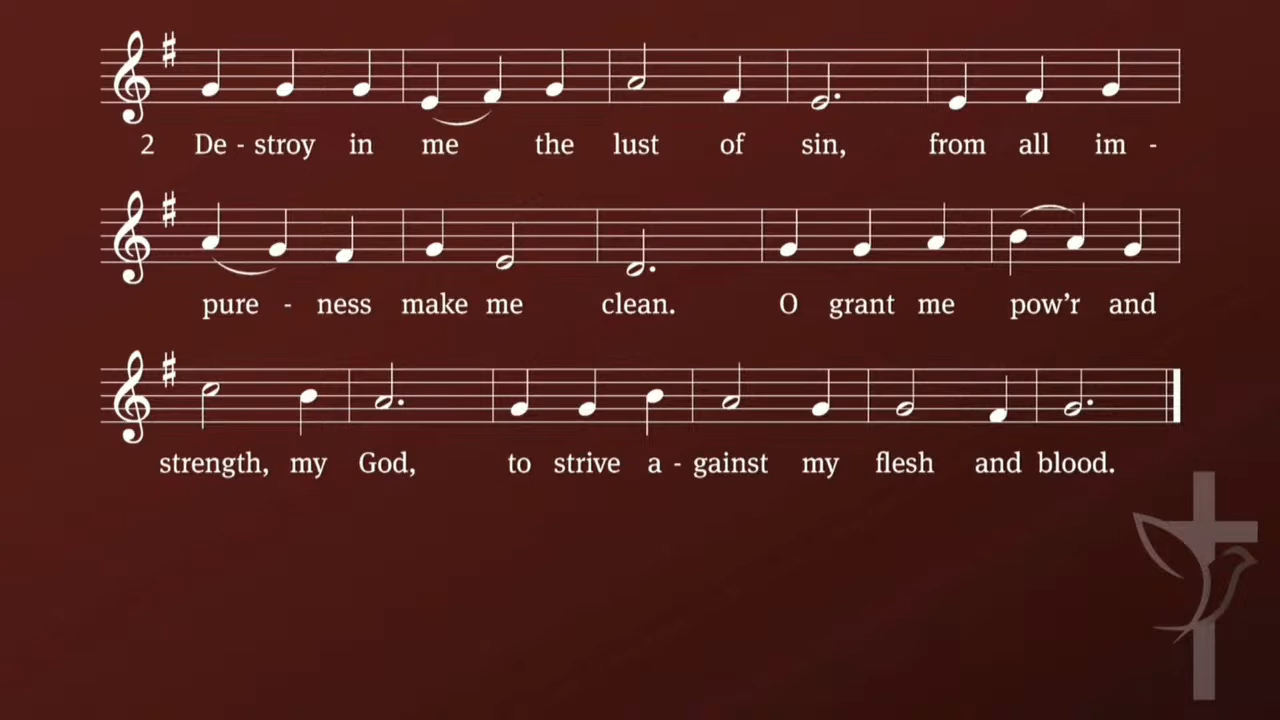 2 De - stroy in me the lust of sin, from all im -
pure - ness make me clean. O grant me pow’r and
strength, my God, to strive a - gainst my flesh and blood.